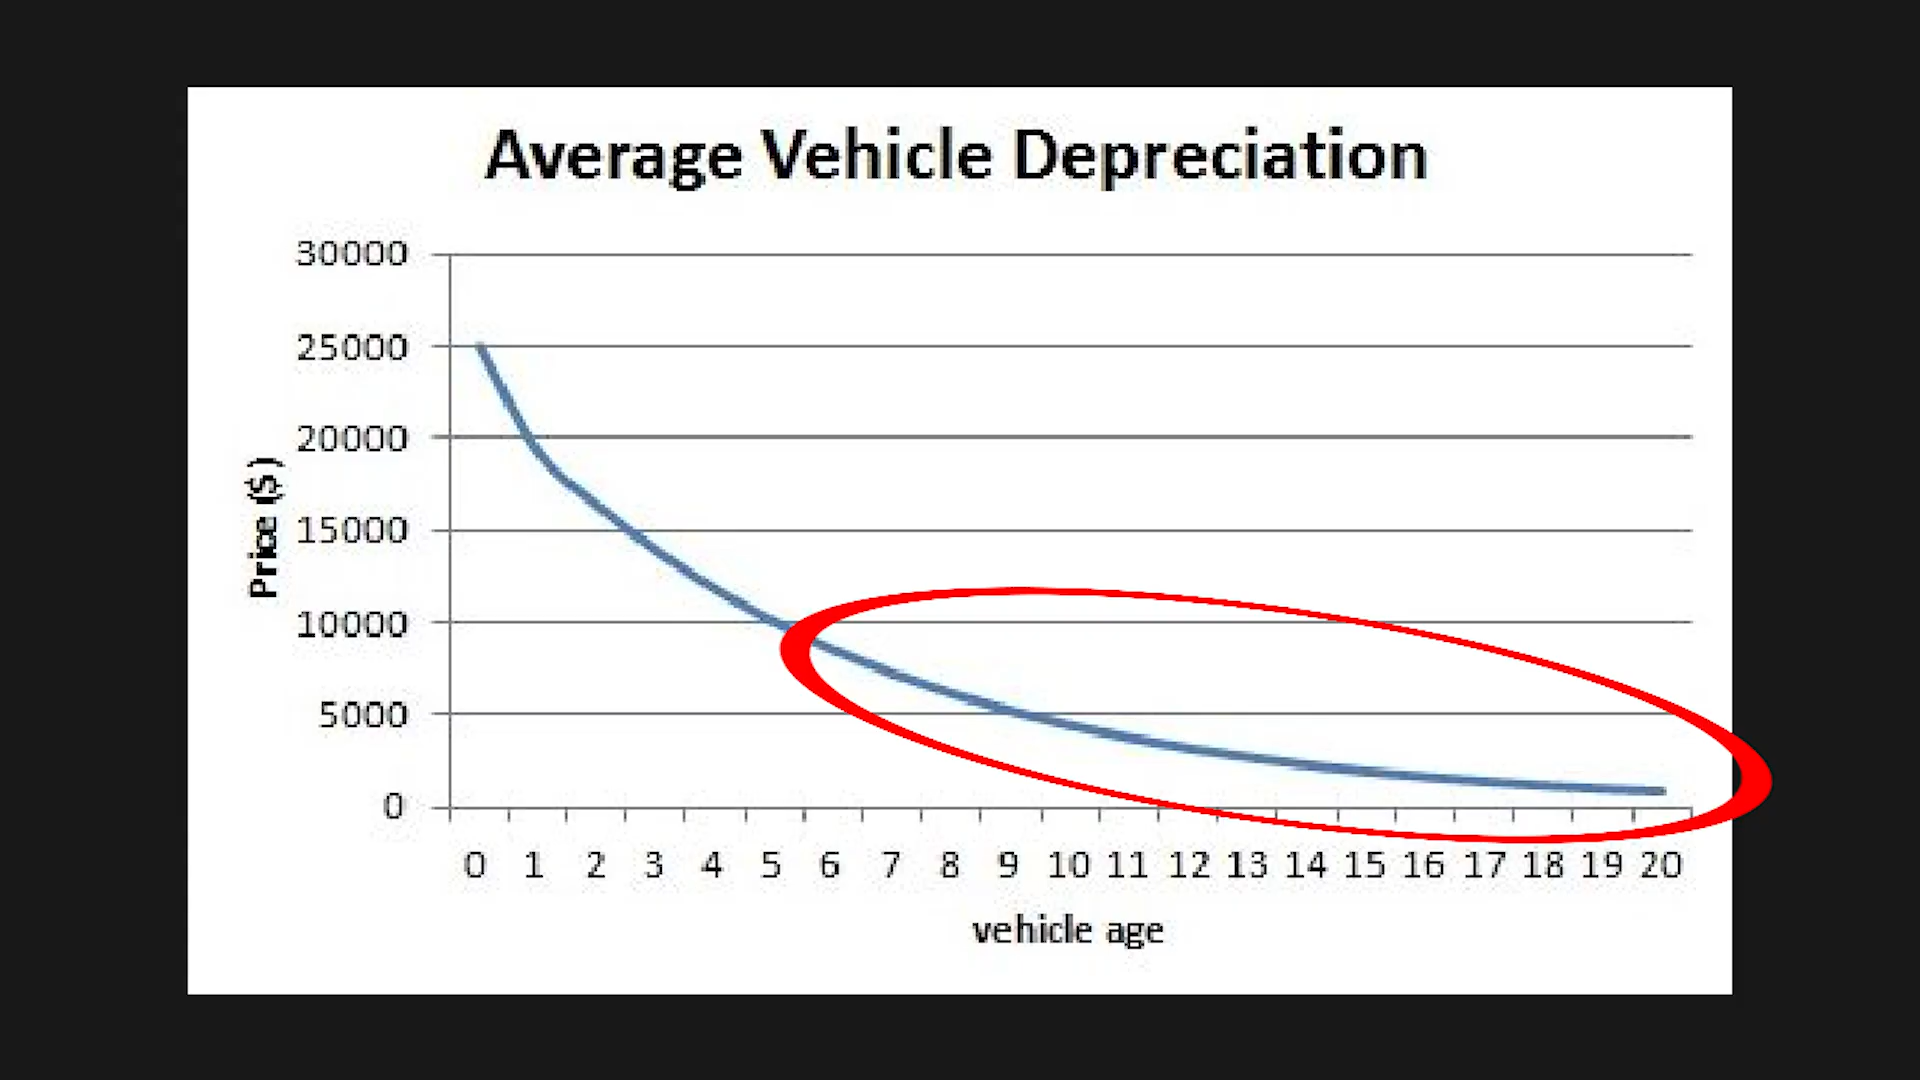 Average Vehicle Depreciation
Price ($)
30000
25000
20000
15000
10000
5000
0
0 1 2 3 4 5 6 7 8 9 10 11 12 13 14 15 16 17 18 19 20
vehicle age